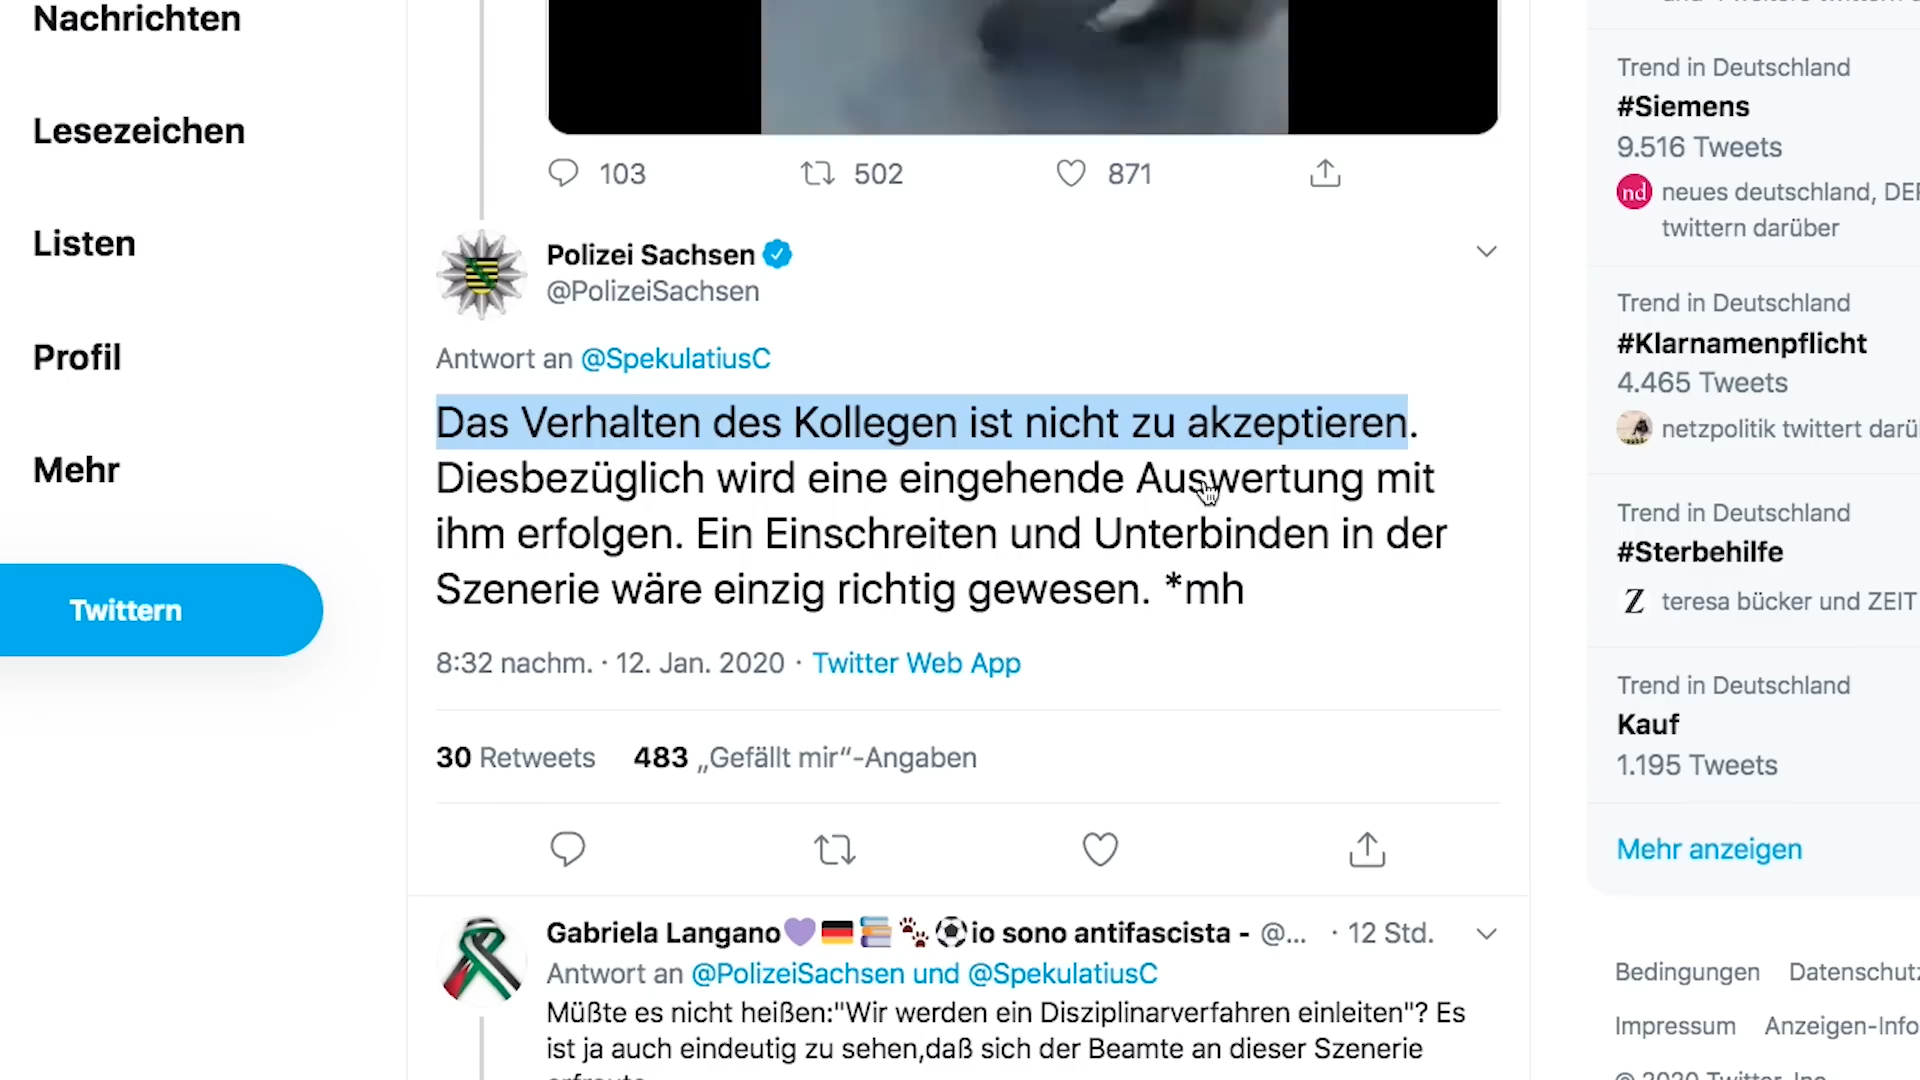 Nachrichten
Lesezeichen
Listen
Profil
Mehr
Twittern
103 502 871
Polizei Sachsen
@PolizeiSachsen
Antwort an @SpekulatiusC
Das Verhalten des Kollegen ist nicht zu akzeptieren.
Diesbezüglich wird eine eingehende Auswertung mit
ihm erfolgen. Ein Einschreiten und Unterbinden in der
Szenerie wäre einzig richtig gewesen. *mh
8:32 nachm. · 12. Jan. 2020 · Twitter Web App
30 Retweets 483 „Gefällt mir“-Angaben
Gabriela Langano💜🇩🇪📚🐾⚽io sono antifascista - @... · 12 Std.
Antwort an @PolizeiSachsen und @SpekulatiusC
Müßte es nicht heißen:"Wir werden ein Disziplinarverfahren einleiten"? Es
ist ja auch eindeutig zu sehen,daß sich der Beamte an dieser Szenerie
Trend in Deutschland
#Siemens
9.516 Tweets
nd neues deutschland,
twittern darüber
Trend in Deutschland
#Klarnamenpflicht
4.465 Tweets
netzpolitik twittert
Trend in Deutschland
#Sterbehilfe
Z teresa bücker und ZEIT
Trend in Deutschland
Kauf
1.195 Tweets
Mehr anzeigen
Bedingungen
Impressum Anzeigen-Info
© 2020 Twitter, Inc.